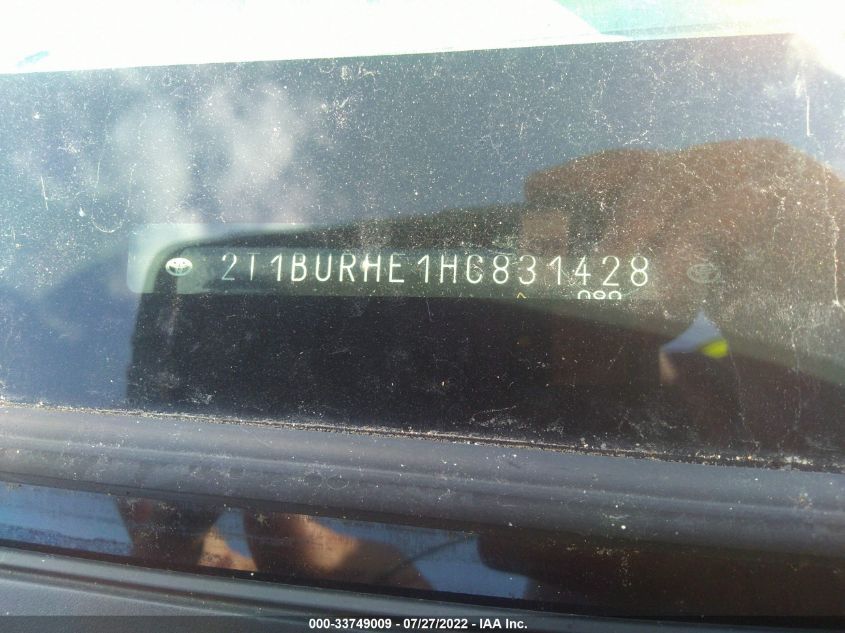 2T1BURHE1HC831428
000-33749009 / 07/27/2022 - IAA Inc.